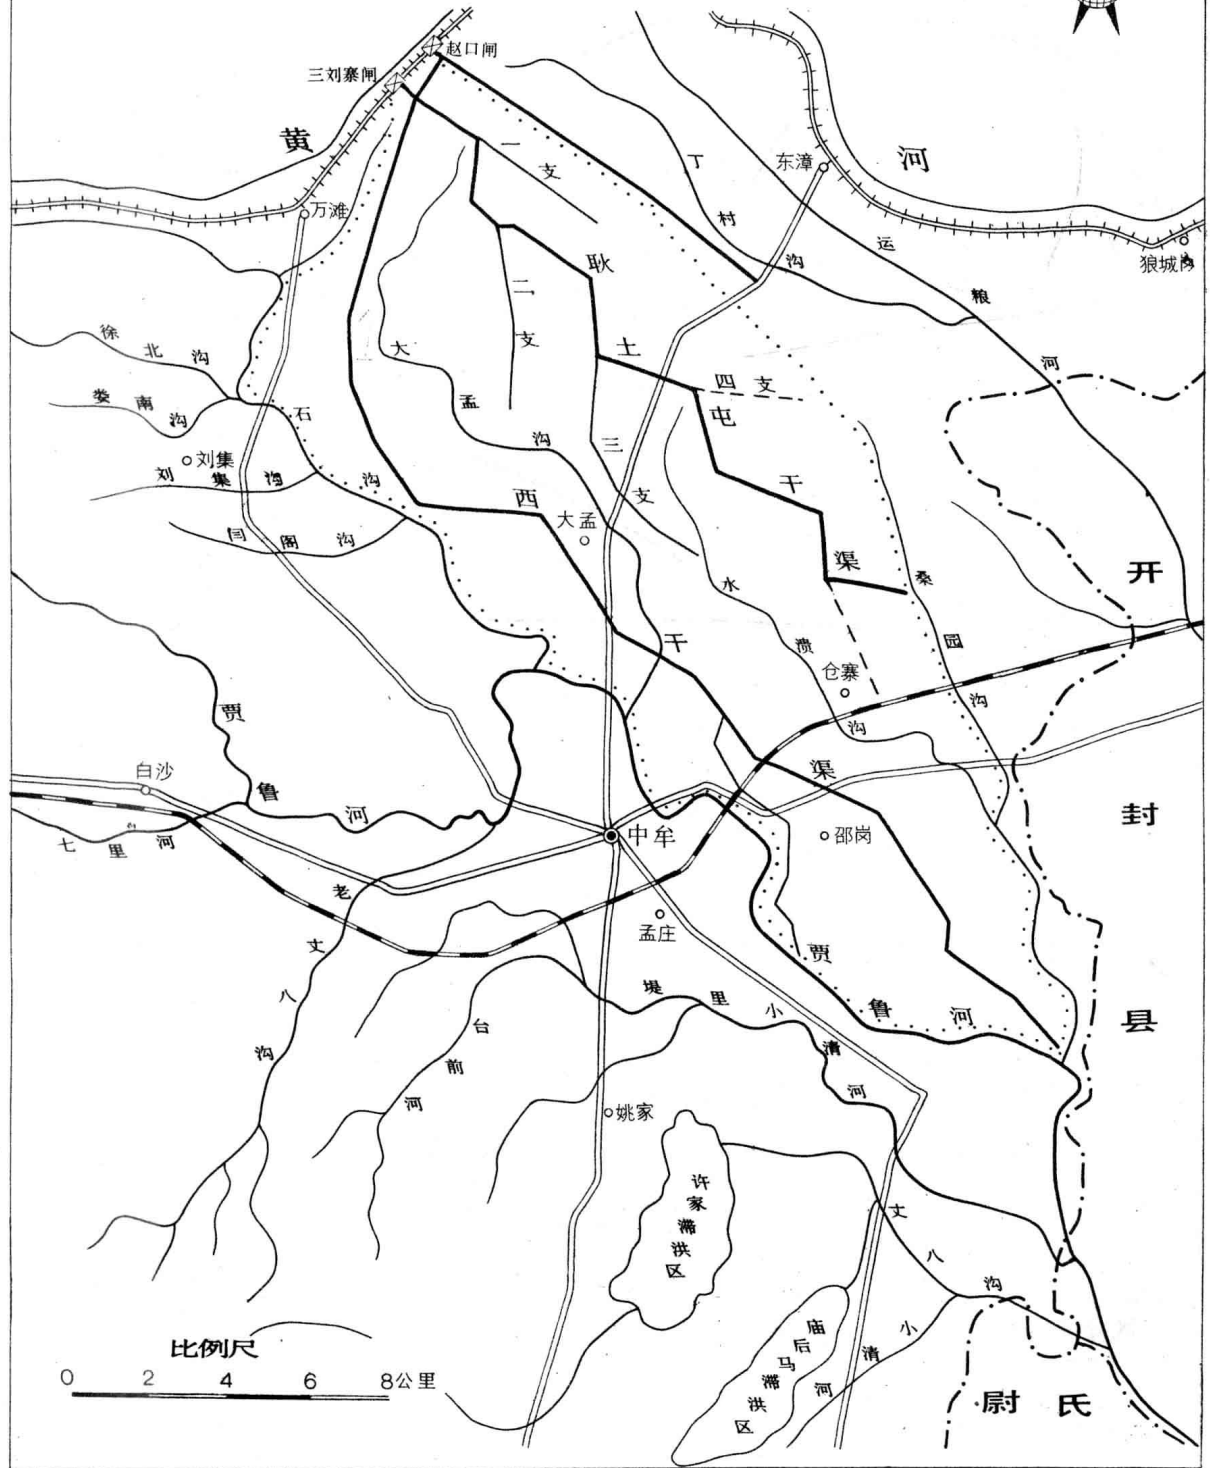 赵口闸
三刘寨闸
黄河
一支
丁村沟
东漳
万滩
运粮河
狼城岗
耿土屯干渠
二支
徐北沟
娄南沟
大孟沟
四支
石沟
刘集
刘集沟
三支
西干渠
大孟
闫阁沟
水溃沟
桑园沟
开封县
仓寨
贾鲁河
白沙
七里河
中牟
邵岗
老丈八沟
孟庄
贾鲁河
堤里小清河
台前河
姚家
许家滞洪区
丈八沟
小清河
庙后马滞洪区
尉氏
比例尺
0 2 4 6 8公里